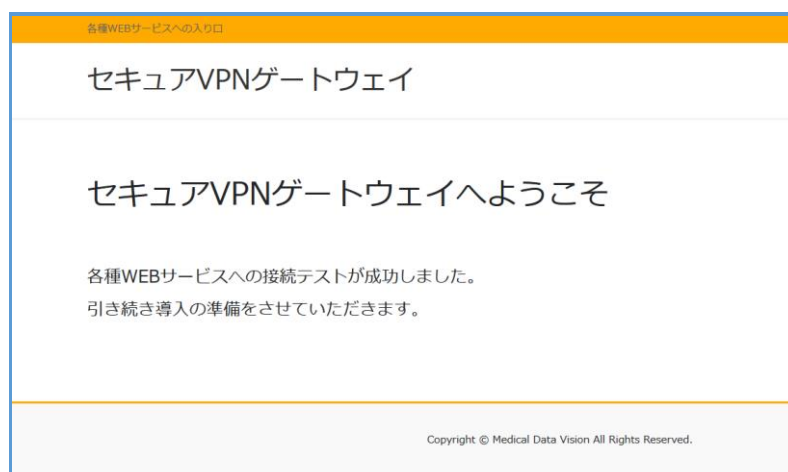 各種WEBサービスへの入り口
セキュアVPNゲートウェイ
セキュアVPNゲートウェイへようこそ
各種WEBサービスへの接続テストが成功しました。
引き続き導入の準備をさせていただきます。
Copyright © Medical Data Vision All Rights Reserved.